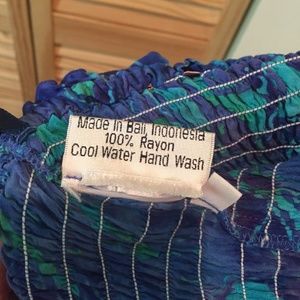 Made In Bali, Indonesia
100% Rayon
Cool Water Hand Wash